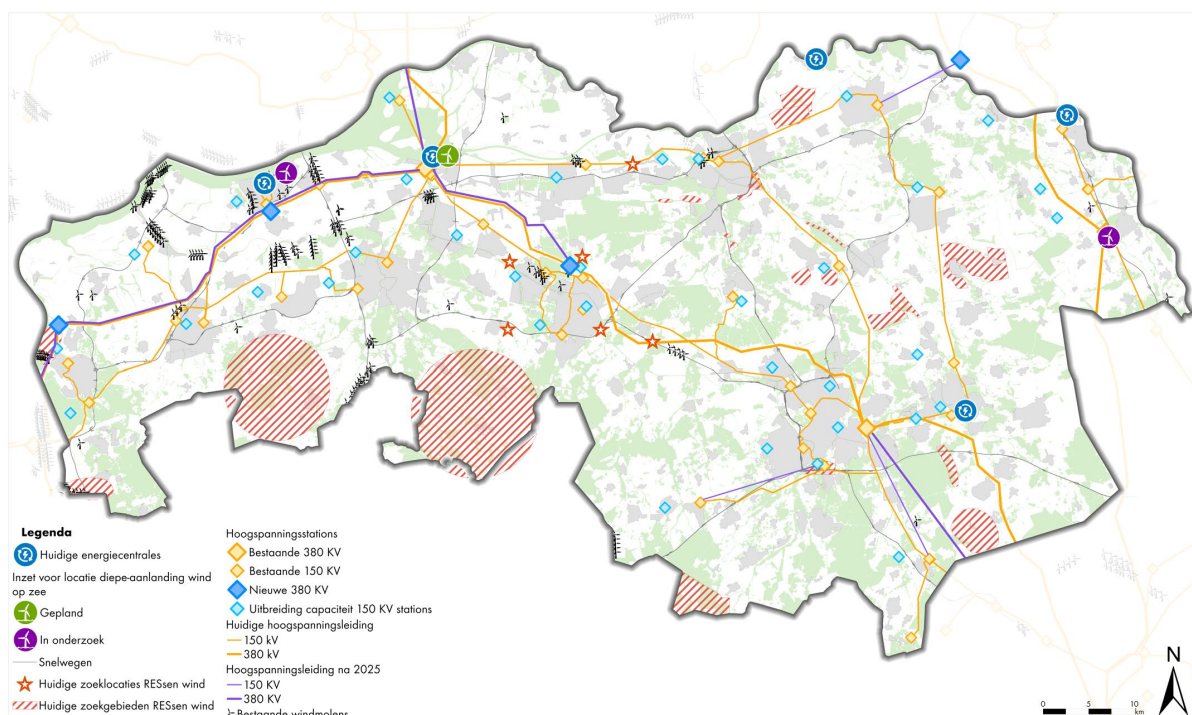 Legenda
Huidige energiecentrales
Inzet voor locatie diepe-aanlanding wind
op zee
Gepland
In onderzoek
Snelwegen
Huidige zoeklocaties RESsen wind
Huidige zoekgebieden RESsen wind
Hoogspanningsstations
Bestaande 380 KV
Bestaande 150 KV
Nieuwe 380 KV
Uitbreiding capaciteit 150 KV stations
Huidige hoogspanningsleiding
150 kV
380 kV
Hoogspanningsleiding na 2025
150 KV
380 KV
Bestaande windmolens
0 5 10
km
N